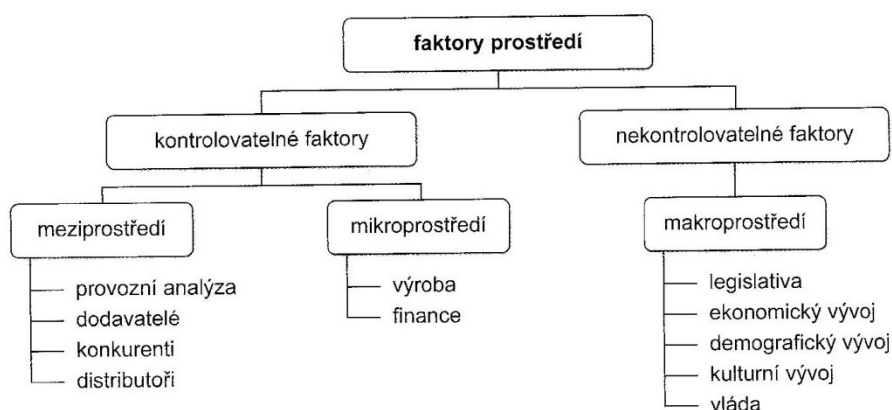 faktory prostředí
kontrolovatelné faktory
nekontrolovatelné faktory
meziprostředí
mikroprostředí
makroprostředí
provozní analýza
dodavatelé
konkurenti
distributoři
výroba
finance
legislativa
ekonomický vývoj
demografický vývoj
kulturní vývoj
vláda